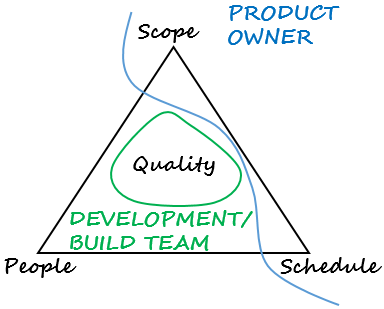 PRODUCT
OWNER
Scope
Quality
DEVELOPMENT/
BUILD TEAM
People
Schedule